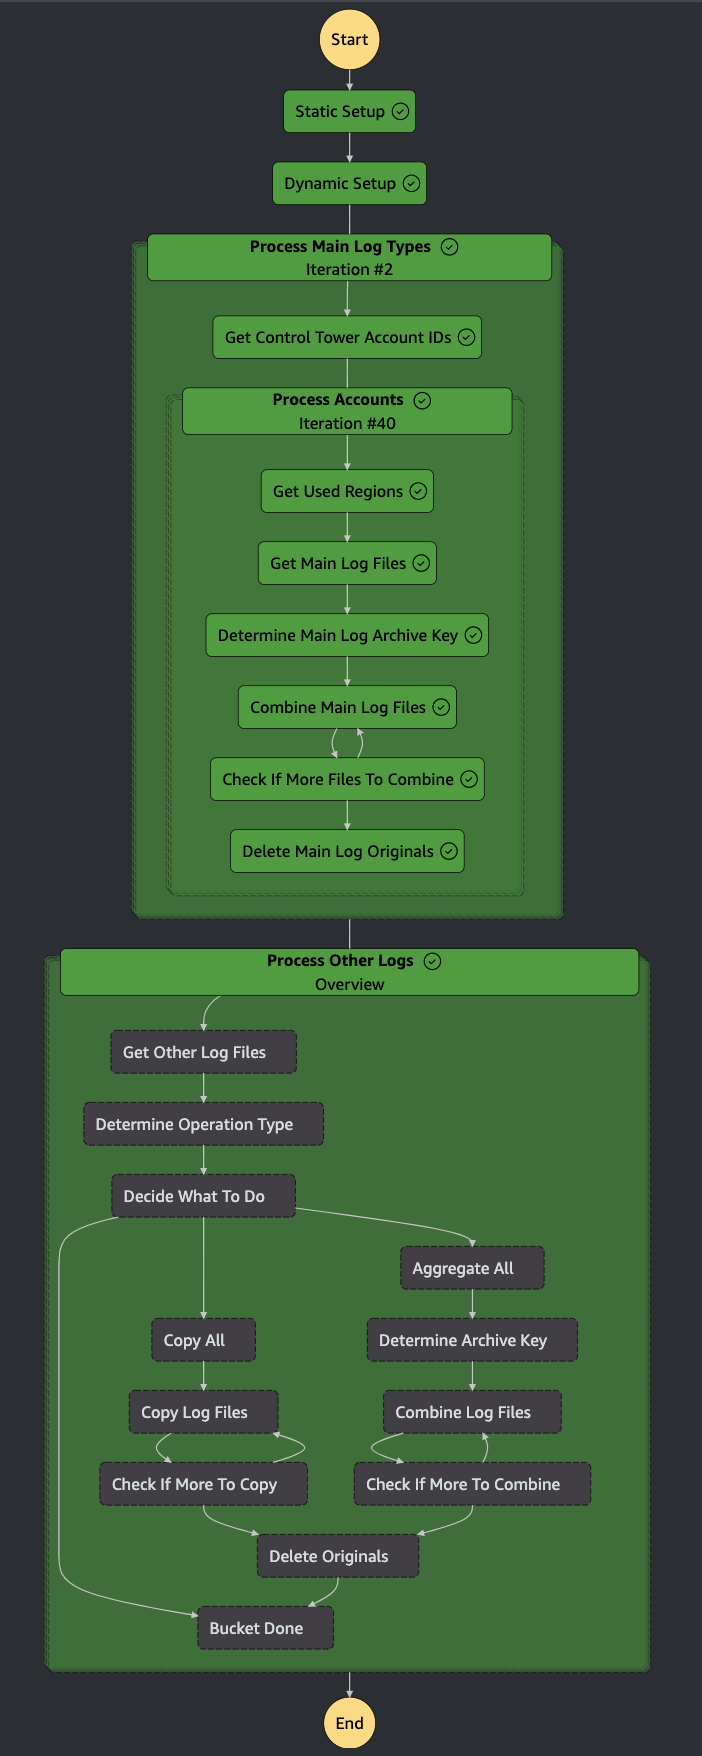 Start
Static Setup
Dynamic Setup
Process Main Log Types
Iteration #2
Get Control Tower Account IDs
Process Accounts
Iteration #40
Get Used Regions
Get Main Log Files
Determine Main Log Archive Key
Combine Main Log Files
Check If More Files To Combine
Delete Main Log Originals
Process Other Logs
Overview
Get Other Log Files
Determine Operation Type
Decide What To Do
Aggregate All
Copy All
Determine Archive Key
Copy Log Files
Combine Log Files
Check If More To Copy
Check If More To Combine
Delete Originals
Bucket Done
End